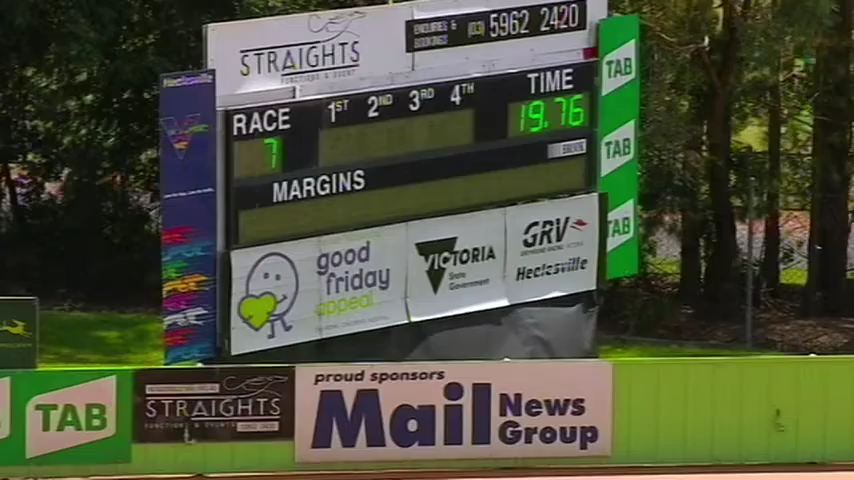 STRAIGHTS
FUNCTIONS & EVENT
ENQUIRIES & BOOKINGS (03) 5962 2420
Healesville
RACE 1ST 2ND 3RD 4TH TIME
7 19.76
MARGINS
TAB
TAB
TAB
good friday appeal
VICTORIA
State Government
GRV
Healesville
TAB
STRAIGHTS
FUNCTIONS & EVENTS
proud sponsors
Mail News Group